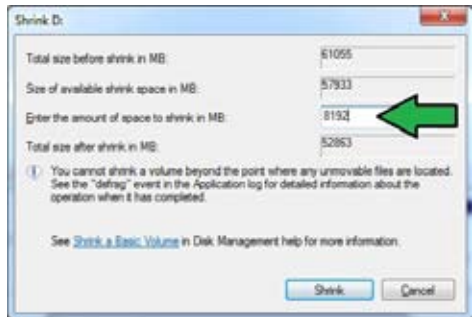 Shrink D:
Total size before shrink in MB: 61055
Size of available shrink space in MB: 57933
Enter the amount of space to shrink in MB: 8192
Total size after shrink in MB: 52863
You cannot shrink a volume beyond the point where any unmovable files are located.
See the "defrag" event in the Application log for detailed information about the
operation when it has completed.
See Shrink a Basic Volume in Disk Management help for more information.
Shrink Cancel